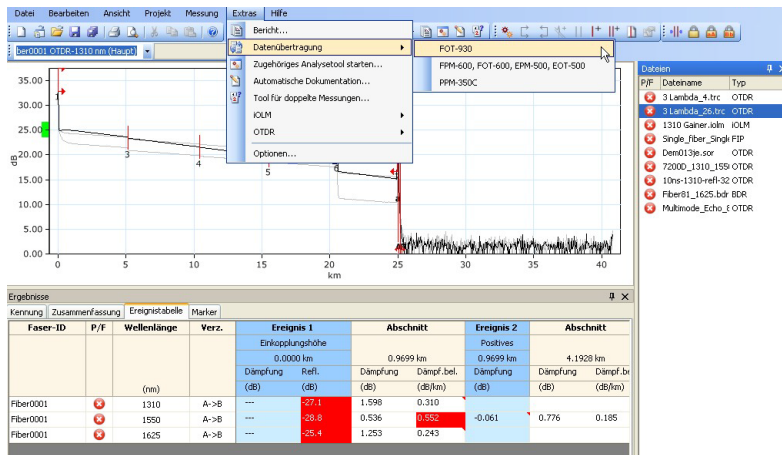 Datei Bearbeiten Ansicht Projekt Messung Extras Hilfe
ber0001 OTDR-1310 nm (Haupt)
Bericht...
Datenübertragung
Zugehöriges Analysetool starten...
Automatische Dokumentation...
Tool für doppelte Messungen...
iOLM
OTDR
Optionen...
FOT-930
FPM-600, FOT-600, EPM-500, EOT-500
PPM-350C
dB
35.00
30.00
25.00
20.00
15.00
10.00
5.00
0.00
3
4
5
6
0 5 10 15 20 25 30 35 40
km
Dateien
P/F Dateiname Typ
3 Lambda_4.trc OTDR
3 Lambda_26.trc OTDR
1310 Gainer.iolm iOLM
Single_fiber_Singl FIP
Dem013je.sor OTDR
7200D_1310_155 OTDR
10ns-1310-refl-32 OTDR
Fiber81_1625.bdr BDR
Multimode_Echo_ OTDR
Ergebnisse
Kennung Zusammenfassung Ereignistabelle Marker
Faser-ID P/F Wellenlänge Verz. Ereignis 1 Abschnitt Ereignis 2 Abschnitt
Einkopplungshöhe Positives
0.0000 km 0.9699 km 0.9699 km 4.1928 km
Dämpfung Refl. Dämpfung Dämpf.bel. Dämpfung Dämpfung Dämpf.be
(nm) (dB) (dB) (dB) (dB/km) (dB) (dB) (dB/km)
Fiber0001 1310 A->B --- -27.1 1.598 0.310
Fiber0001 1550 A->B --- -28.8 0.536 0.552 -0.061 0.776 0.185
Fiber0001 1625 A->B --- -25.4 1.253 0.243